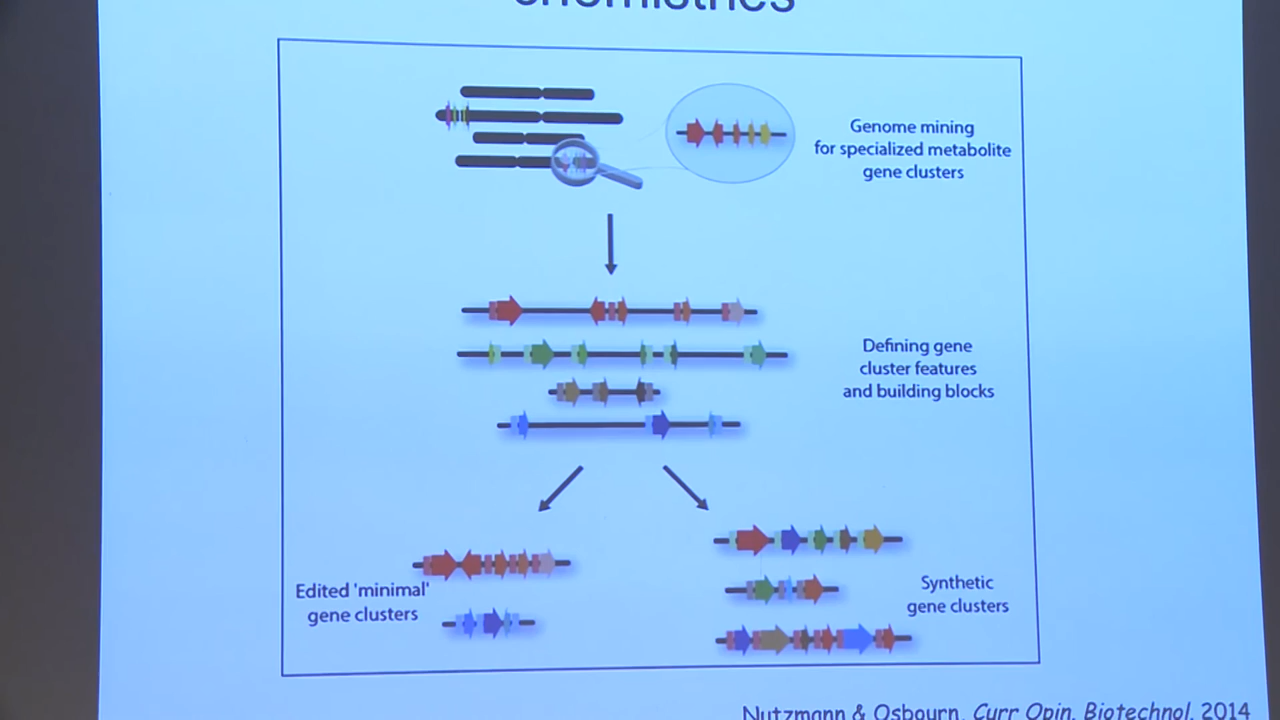 chemistries
Genome mining
for specialized metabolite
gene clusters
Defining gene
cluster features
and building blocks
Edited 'minimal'
gene clusters
Synthetic
gene clusters
Nutzmann & Osbourn, Curr Opin. Biotechnol. 2014